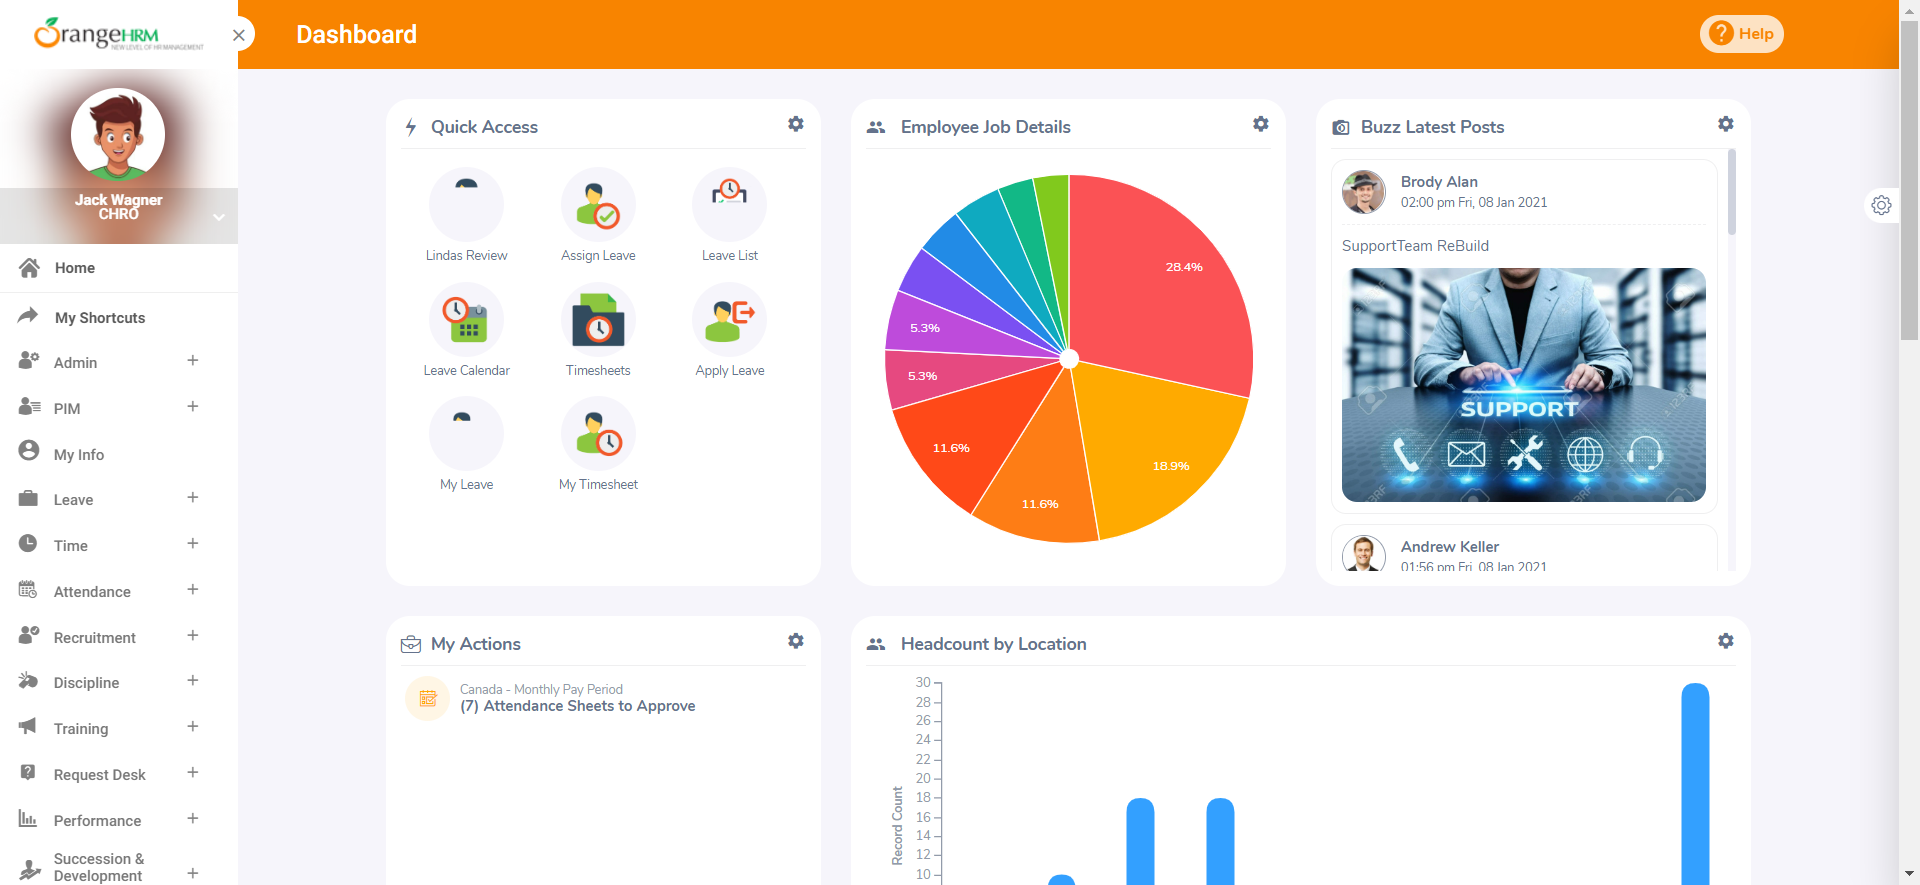 OrangeHRM
NEW LEVEL OF HR MANAGEMENT
Dashboard
Help
Jack Wagner
CHRO
Home
My Shortcuts
Admin
PIM
My Info
Leave
Time
Attendance
Recruitment
Discipline
Training
Request Desk
Performance
Succession &
Development
Quick Access
Lindas Review
Assign Leave
Leave List
Leave Calendar
Timesheets
Apply Leave
My Leave
My Timesheet
Employee Job Details
28.4%
18.9%
11.6%
11.6%
5.3%
5.3%
Buzz Latest Posts
Brody Alan
02:00 pm Fri, 08 Jan 2021
SupportTeam ReBuild
SUPPORT
Andrew Keller
01:56 pm Fri, 08 Jan 2021
My Actions
Canada - Monthly Pay Period
(7) Attendance Sheets to Approve
Headcount by Location
Record Count
30
28
26
24
22
20
18
16
14
12
10